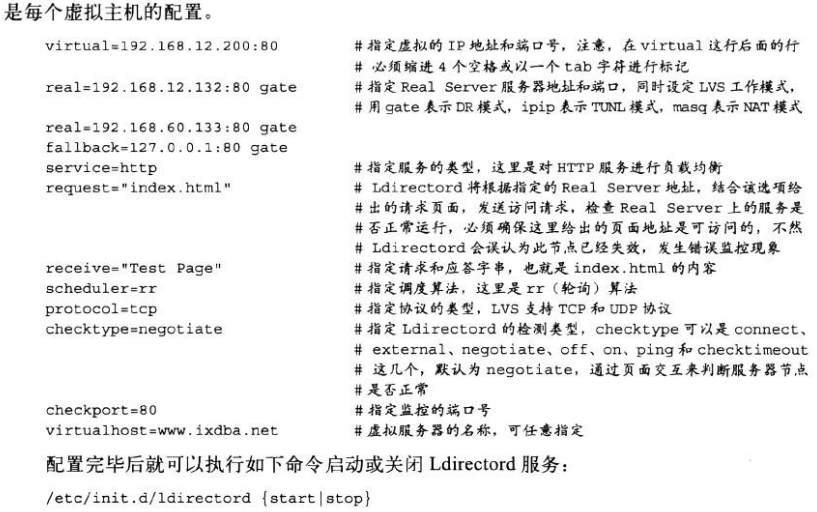 是每个虚拟主机的配置。
virtual=192.168.12.200:80 #指定虚拟的 IP 地址和端口号，注意，在 virtual 这行后面的行
# 必须缩进 4 个空格或以一个 tab 字符进行标记
real=192.168.12.132:80 gate #指定 Real Server 服务器地址和端口，同时设定 LVS 工作模式，
#用 gate 表示 DR 模式，ipip 表示 TUNL 模式，masq 表示 NAT 模式
real=192.168.60.133:80 gate
fallback=127.0.0.1:80 gate
service=http #指定服务的类型，这里是对 HTTP 服务进行负载均衡
request="index.html" # Ldirectord 将根据指定的 Real Server 地址，结合该选项给
#出的请求页面，发送访问请求，检查 Real Server 上的服务是
#否正常运行，必须确保这里给出的页面地址是可访问的，不然
# Ldirectord 会误认为此节点已经失效，发生错误监控现象
receive="Test Page" #指定请求和应答字串，也就是 index.html 的内容
scheduler=rr #指定调度算法，这里是 rr（轮询）算法
protocol=tcp #指定协议的类型，LVS 支持 TCP 和 UDP 协议
checktype=negotiate #指定 Ldirectord 的检测类型，checktype 可以是 connect、
# external、negotiate、off、on、ping 和 checktimeout
# 这几个，默认为 negotiate，通过页面交互来判断服务器节点
#是否正常
checkport=80 #指定监控的端口号
virtualhost=www.ixdba.net #虚拟服务器的名称，可任意指定
配置完毕后就可以执行如下命令启动或关闭 Ldirectord 服务：
/etc/init.d/ldirectord {start|stop}